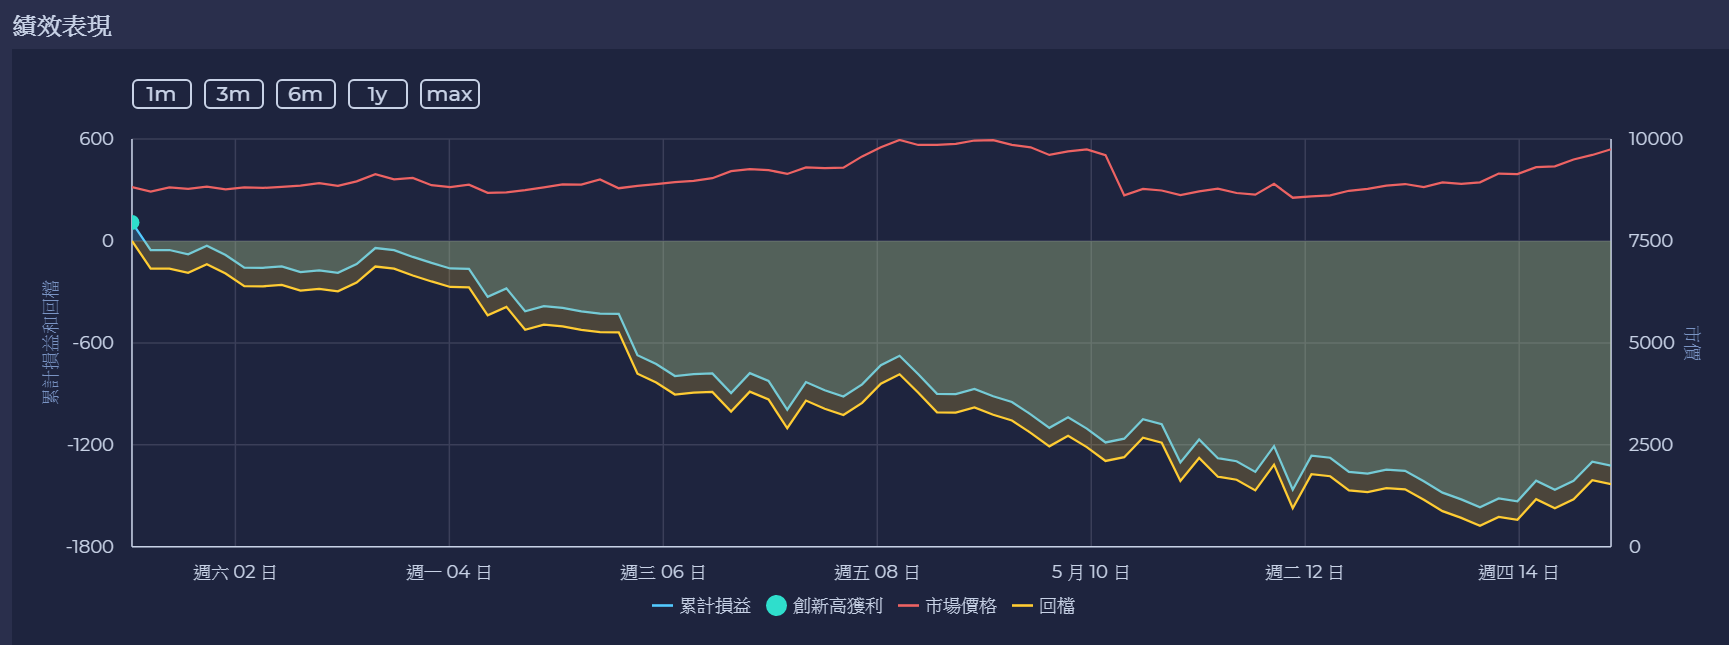 績效表現
1m 3m 6m 1y max
600
0
-600
-1200
-1800
累計損益和回檔
10000
7500
5000
2500
0
市價
週六 02 日 週一 04 日 週三 06 日 週五 08 日 5 月 10 日 週二 12 日 週四 14 日
累計損益 創新高獲利 市場價格 回檔